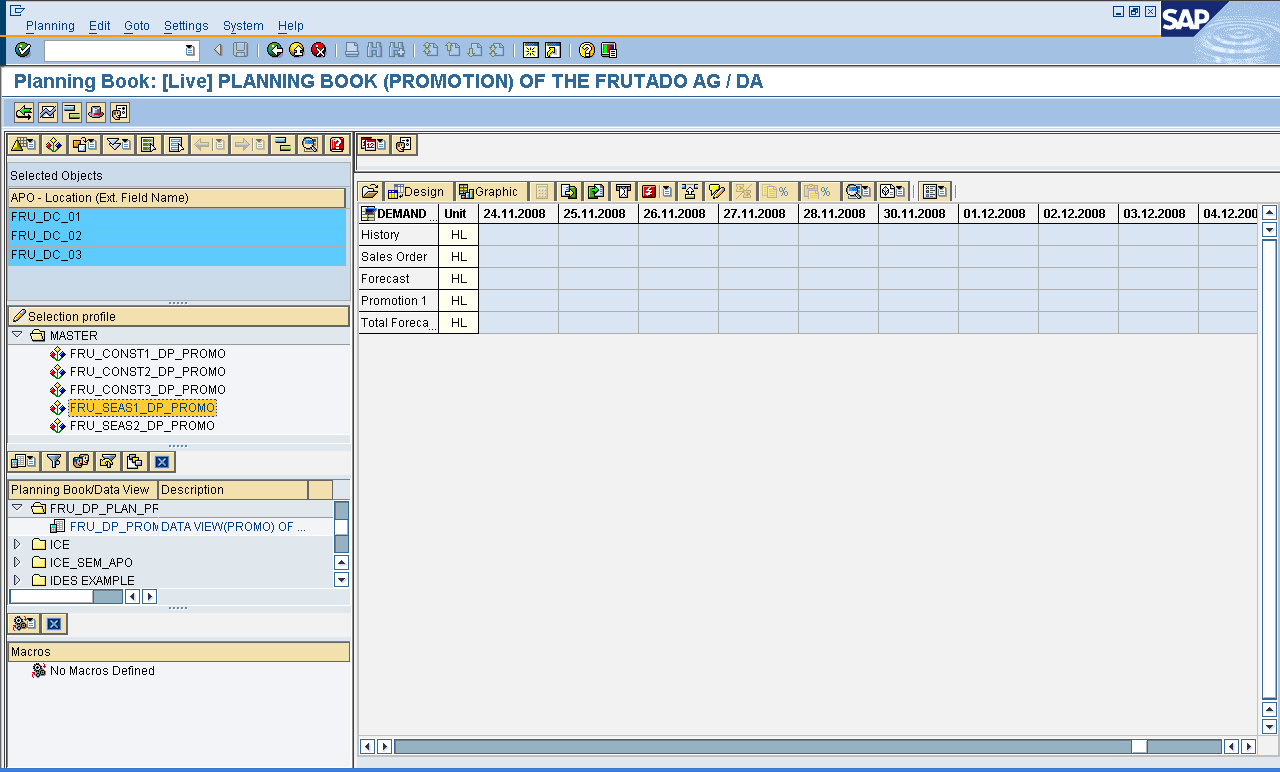 Planning Edit Goto Settings System Help
SAP
Planning Book: [Live] PLANNING BOOK (PROMOTION) OF THE FRUTADO AG / DA
Selected Objects
APO - Location (Ext. Field Name)
FRU_DC_01
FRU_DC_02
FRU_DC_03
Selection profile
MASTER
FRU_CONST1_DP_PROMO
FRU_CONST2_DP_PROMO
FRU_CONST3_DP_PROMO
FRU_SEAS1_DP_PROMO
FRU_SEAS2_DP_PROMO
Planning Book/Data View Description
FRU_DP_PLAN_PF
FRU_DP_PROM DATA VIEW(PROMO) OF ...
ICE
ICE_SEM_APO
IDES EXAMPLE
Macros
No Macros Defined
Design Graphic % %
DEMAND ... Unit 24.11.2008 25.11.2008 26.11.2008 27.11.2008 28.11.2008 30.11.2008 01.12.2008 02.12.2008 03.12.2008 04.12.200
History HL
Sales Order HL
Forecast HL
Promotion 1 HL
Total Foreca... HL